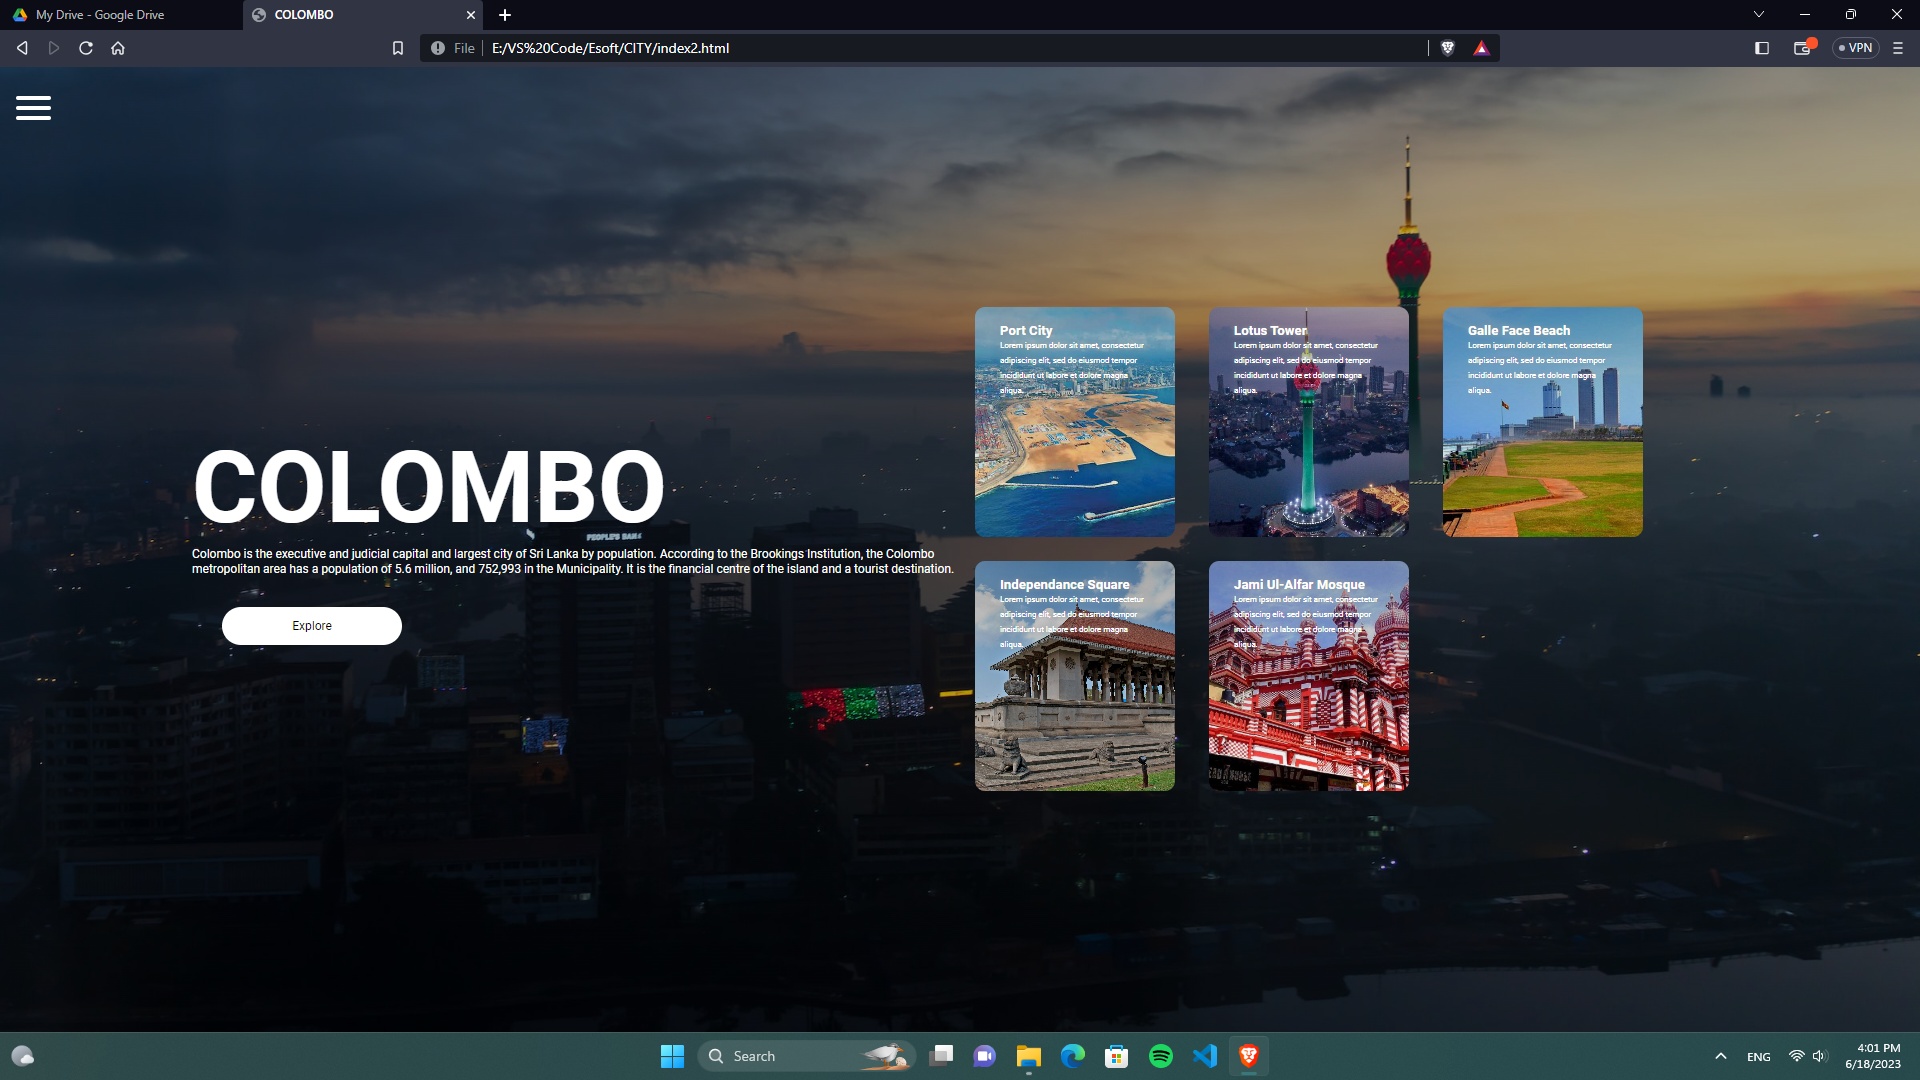 My Drive - Google Drive
COLOMBO
File
E:/VS%20Code/Esoft/CITY/index2.html
VPN
Port City
Lorem ipsum dolor sit amet, consectetur
adipiscing elit, sed do eiusmod tempor
incididunt ut labore et dolore magna
aliqua.
Lotus Tower
Lorem ipsum dolor sit amet, consectetur
adipiscing elit, sed do eiusmod tempor
incididunt ut labore et dolore magna
aliqua.
Galle Face Beach
Lorem ipsum dolor sit amet, consectetur
adipiscing elit, sed do eiusmod tempor
incididunt ut labore et dolore magna
aliqua.
COLOMBO
PEOPLE'S BANK
Colombo is the executive and judicial capital and largest city of Sri Lanka by population. According to the Brookings Institution, the Colombo
metropolitan area has a population of 5.6 million, and 752,993 in the Municipality. It is the financial centre of the island and a tourist destination.
Explore
Independance Square
Lorem ipsum dolor sit amet, consectetur
adipiscing elit, sed do eiusmod tempor
incididunt ut labore et dolore magna
aliqua.
Jami Ul-Alfar Mosque
Lorem ipsum dolor sit amet, consectetur
adipiscing elit, sed do eiusmod tempor
incididunt ut labore et dolore magna
aliqua.
Search
ENG
4:01 PM
6/18/2023